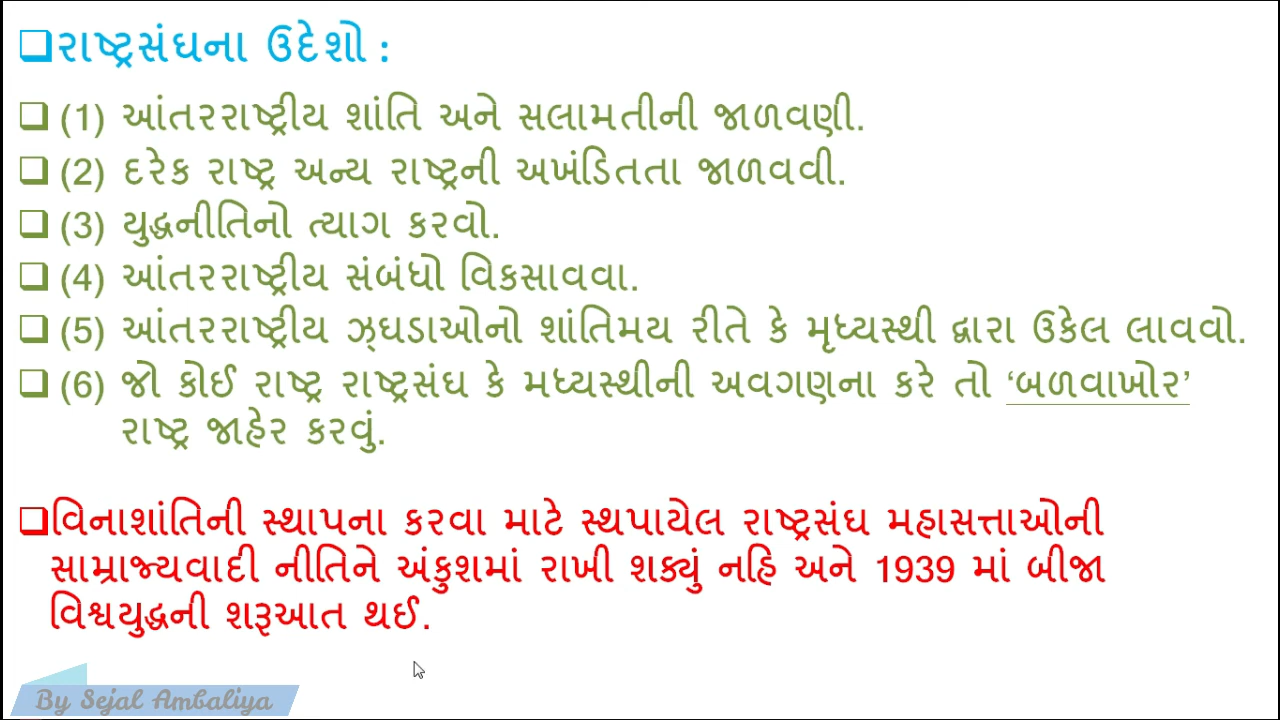 રાષ્ટ્રસંઘના ઉદેશો :
(1) આંતરરાષ્ટ્રીય શાંતિ અને સલામતીની જાળવણી.
(2) દરેક રાષ્ટ્ર અન્ય રાષ્ટ્રની અખંડિતતા જાળવવી.
(3) યુદ્ધનીતિનો ત્યાગ કરવો.
(4) આંતરરાષ્ટ્રીય સંબંધો વિકસાવવા.
(5) આંતરરાષ્ટ્રીય ઝ્ઘડાઓનો શાંતિમય રીતે કે મૃધ્યસ્થી દ્વારા ઉકેલ લાવવો.
(6) જો કોઈ રાષ્ટ્ર રાષ્ટ્રસંઘ કે મધ્યસ્થીની અવગણના કરે તો ‘બળવાખોર’
રાષ્ટ્ર જાહેર કરવું.
વિનાશાંતિની સ્થાપના કરવા માટે સ્થપાયેલ રાષ્ટ્રસંઘ મહાસત્તાઓની
સામ્રાજ્યવાદી નીતિને અંકુશમાં રાખી શક્યું નહિ અને 1939 માં બીજા
વિશ્વયુદ્ધની શરૂઆત થઈ.
By Sejal Ambaliya